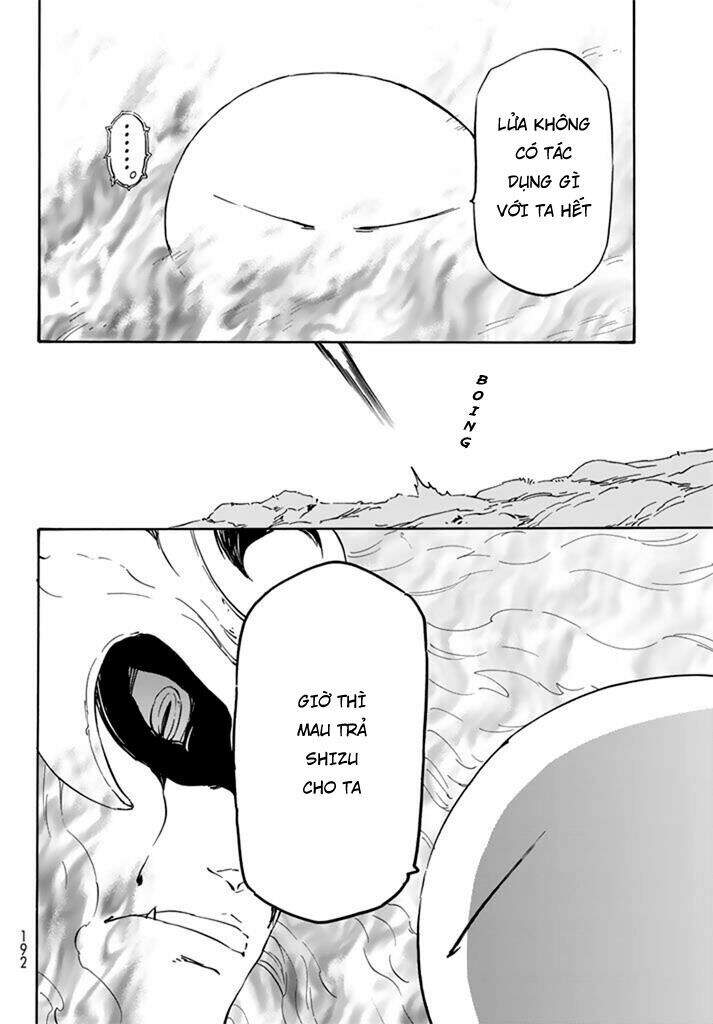 LỬA KHÔNG
CÓ TÁC
DỤNG GÌ
VỚI TA HẾT
.......
BOING
GIỜ THÌ
MAU TRẢ
SHIZU
CHO TA
192